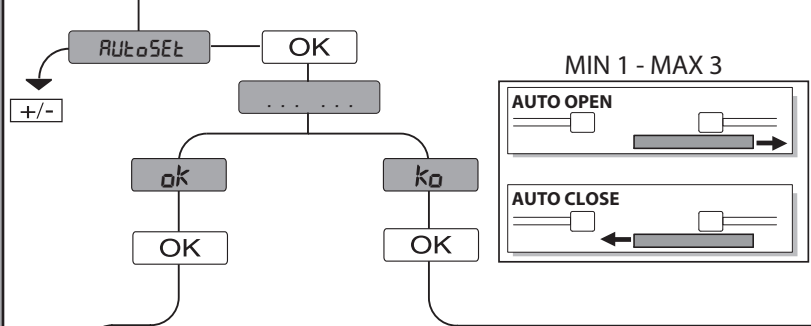 AUtoSEt
OK
MIN 1 - MAX 3
+/-
... ...
AUTO OPEN
ok
ko
AUTO CLOSE
OK
OK